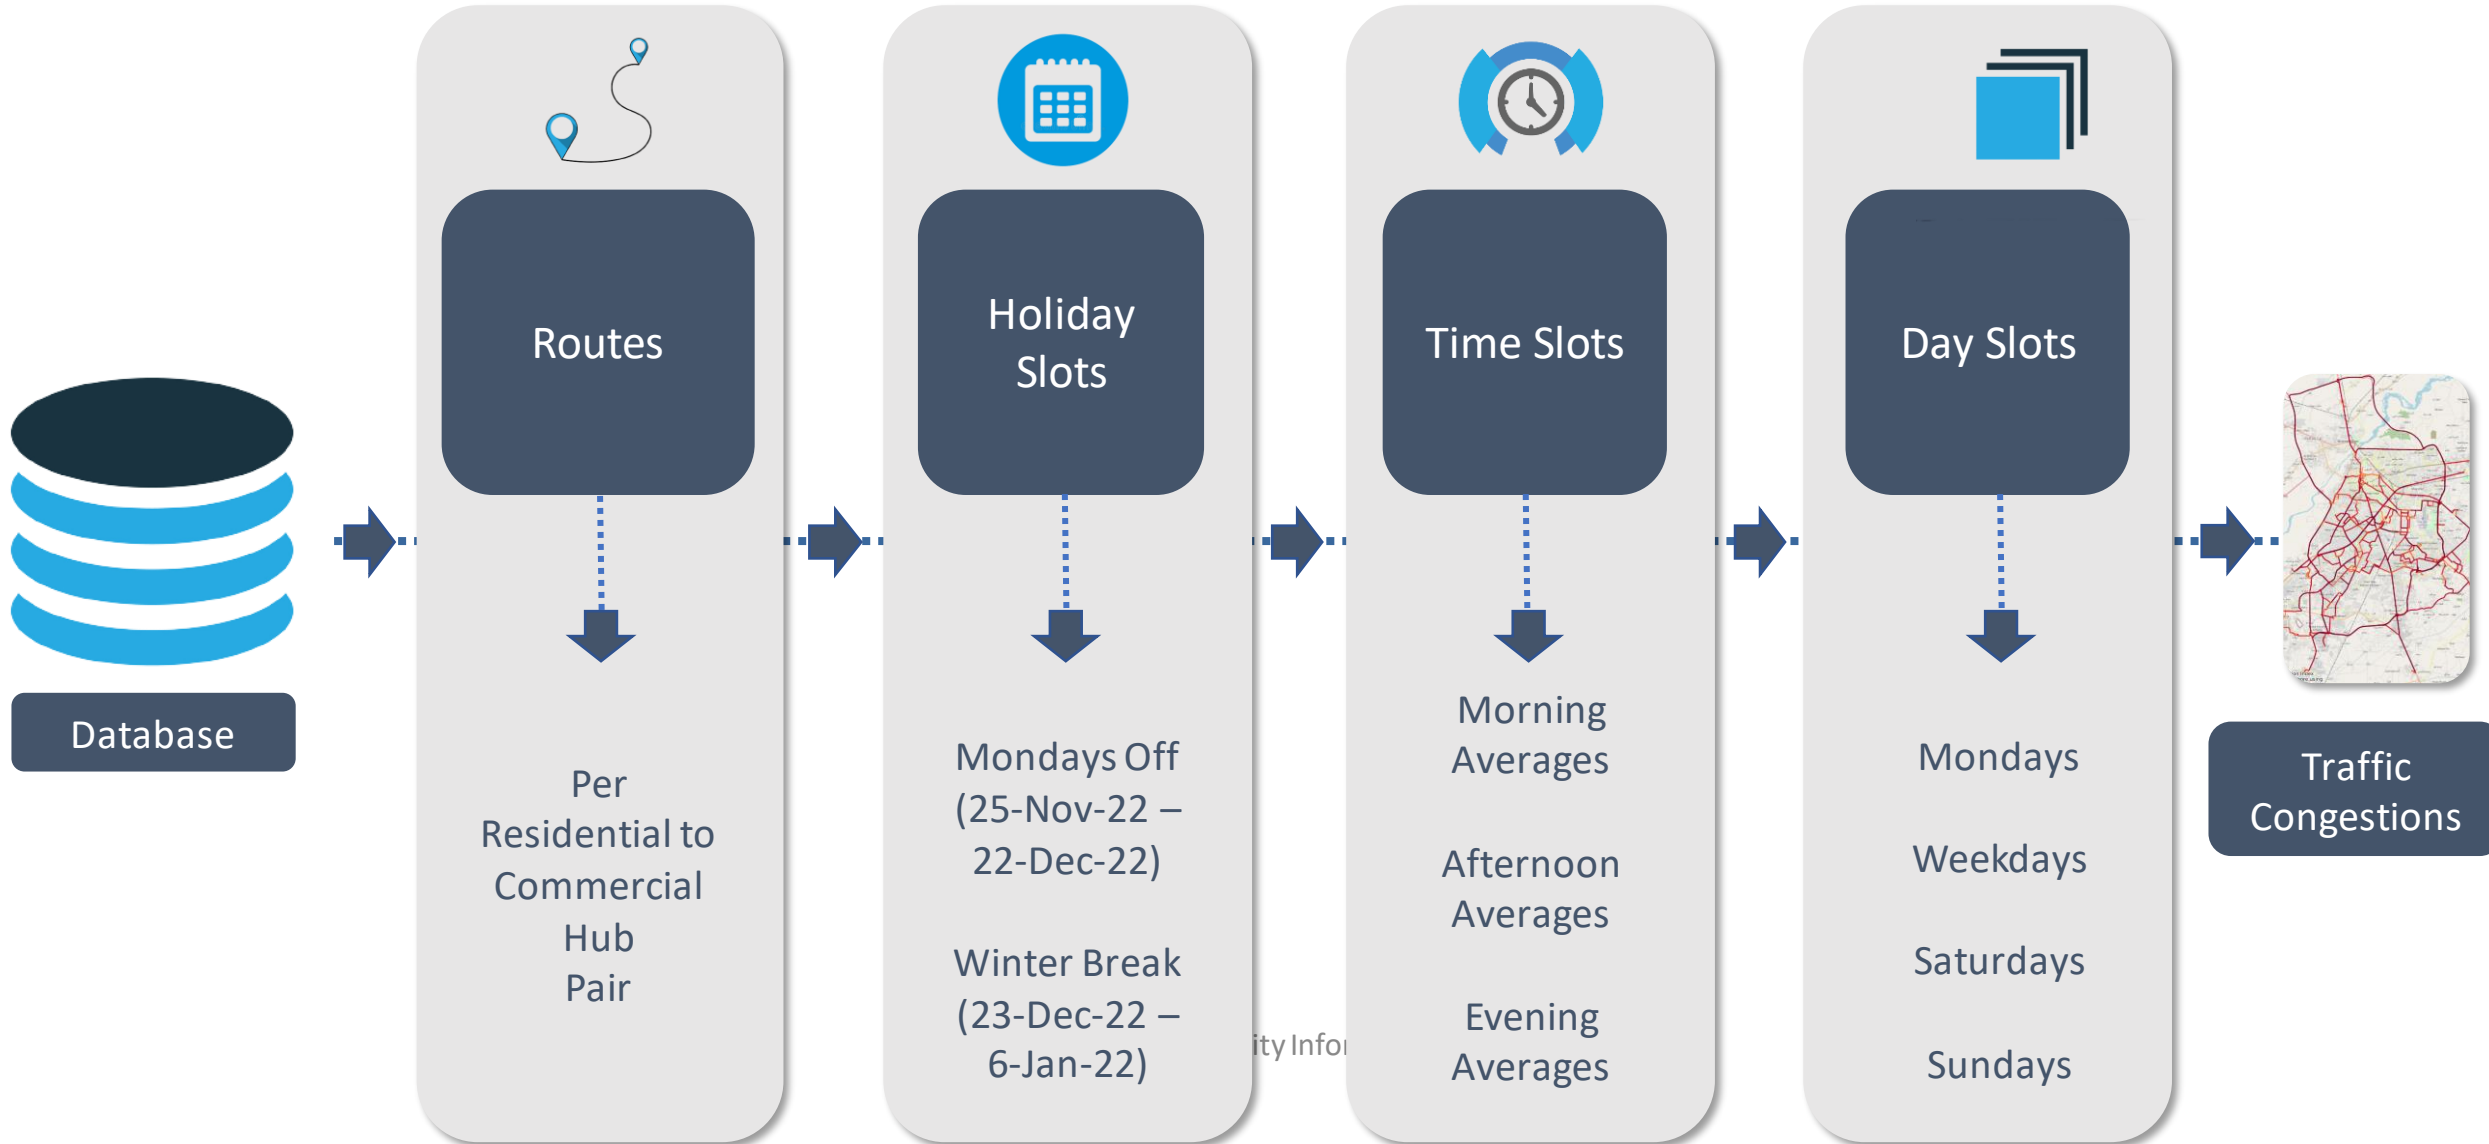 Database
Routes
Per
Residential to
Commercial
Hub
Pair
Holiday
Slots
Mondays Off
(25-Nov-22 –
22-Dec-22)
Winter Break
(23-Dec-22 –
6-Jan-22)
ity Infor
Time Slots
Morning
Averages
Afternoon
Averages
Evening
Averages
Day Slots
Mondays
Weekdays
Saturdays
Sundays
Traffic
Congestions